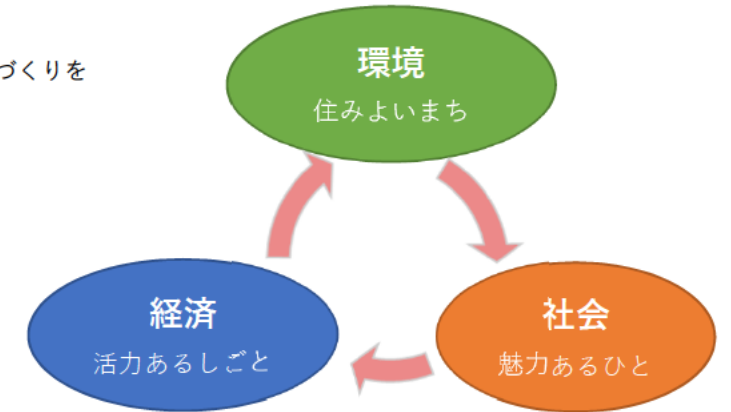 づくりを
環境
住みよいまち
経済
活力あるしごと
社会
魅力あるひと